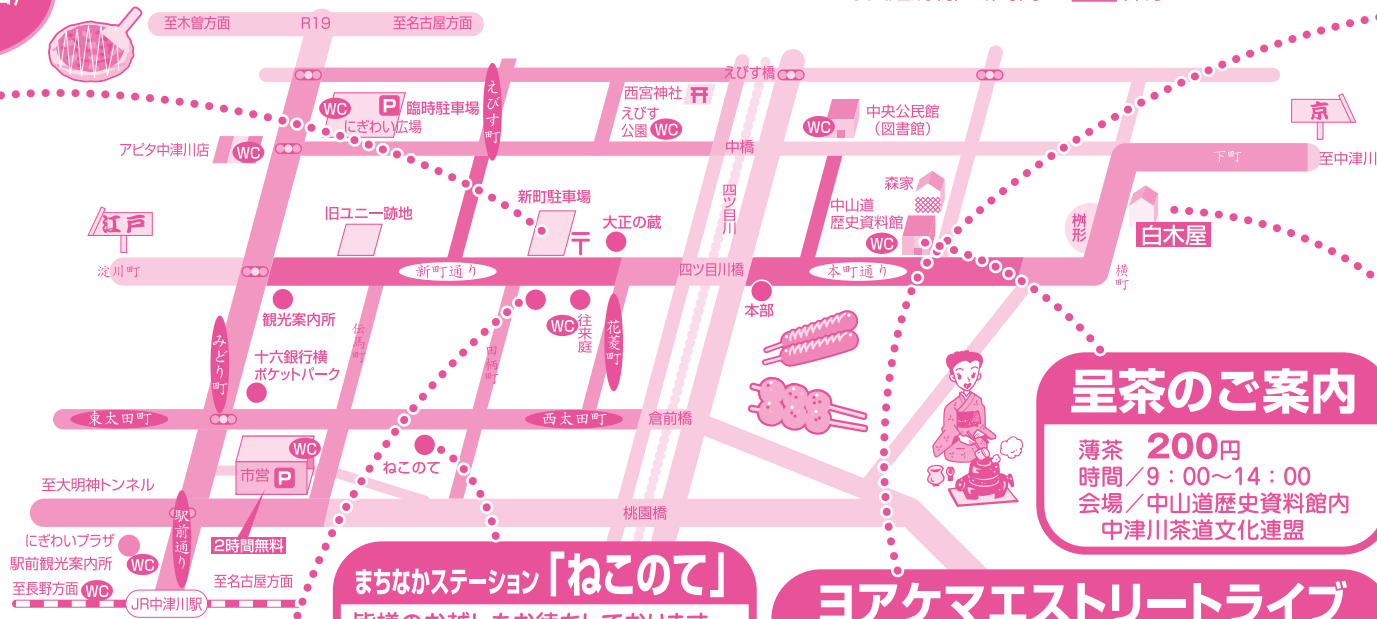 至木曽方面
R19
至名古屋方面
えびす橋
えびす町
WC
P
臨時駐車場
にぎわい広場
西宮神社
えびす
公園
WC
WC
中央公民館
(図書館)
京
アピタ中津川店
WC
中橋
下町
至中津川
四ツ目川
江戸
旧ユニー跡地
新町駐車場
〒
大正の蔵
森家
中山道
歴史資料館
WC
桝形
白木屋
淀川町
新町通り
四ツ目川橋
本町通り
横町
観光案内所
伝馬町
WC
往来庭
花菱町
本部
みどり町
十六銀行横
ポケットパーク
田柄町
東太田町
西太田町
倉前橋
WC
市営
P
ねこのて
至大明神トンネル
駅前通り
桃園橋
2時間無料
にぎわいプラザ
駅前観光案内所
WC
至長野方面
WC
至名古屋方面
JR中津川駅
呈茶のご案内
薄茶 200円
時間/9:00〜14:00
会場/中山道歴史資料館内
中津川茶道文化連盟
まちなかステーション「ねこのて」
ヨアケマエストリートライブ